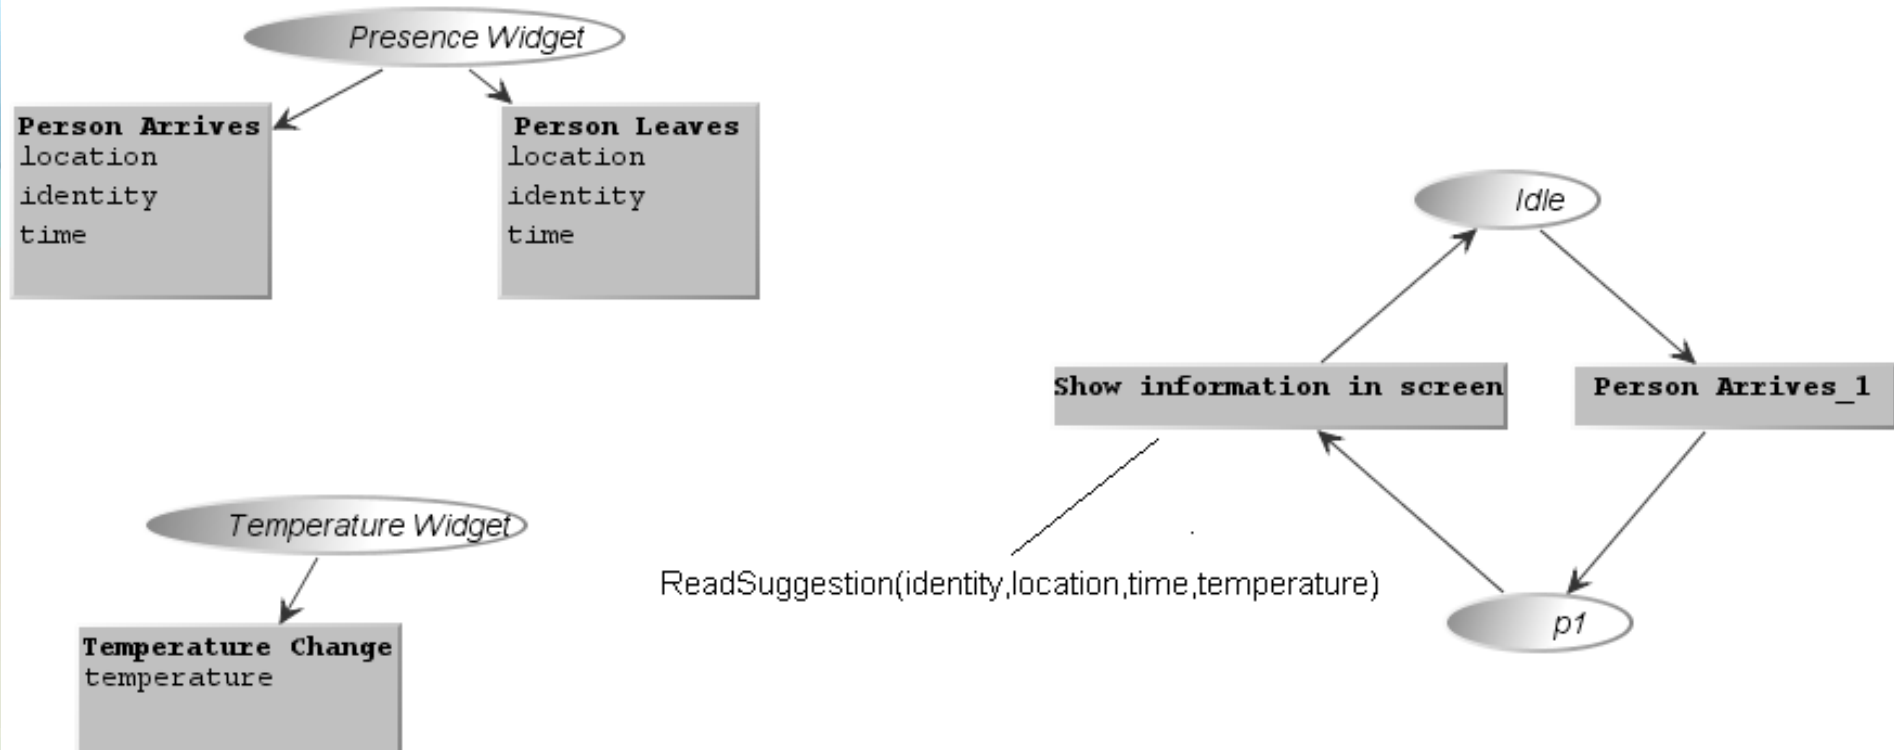 Presence Widget
Person Arrives
location
identity
time
Person Leaves
location
identity
time
Idle
Show information in screen
Person Arrives_1
ReadSuggestion(identity,location,time,temperature)
p1
Temperature Widget
Temperature Change
temperature